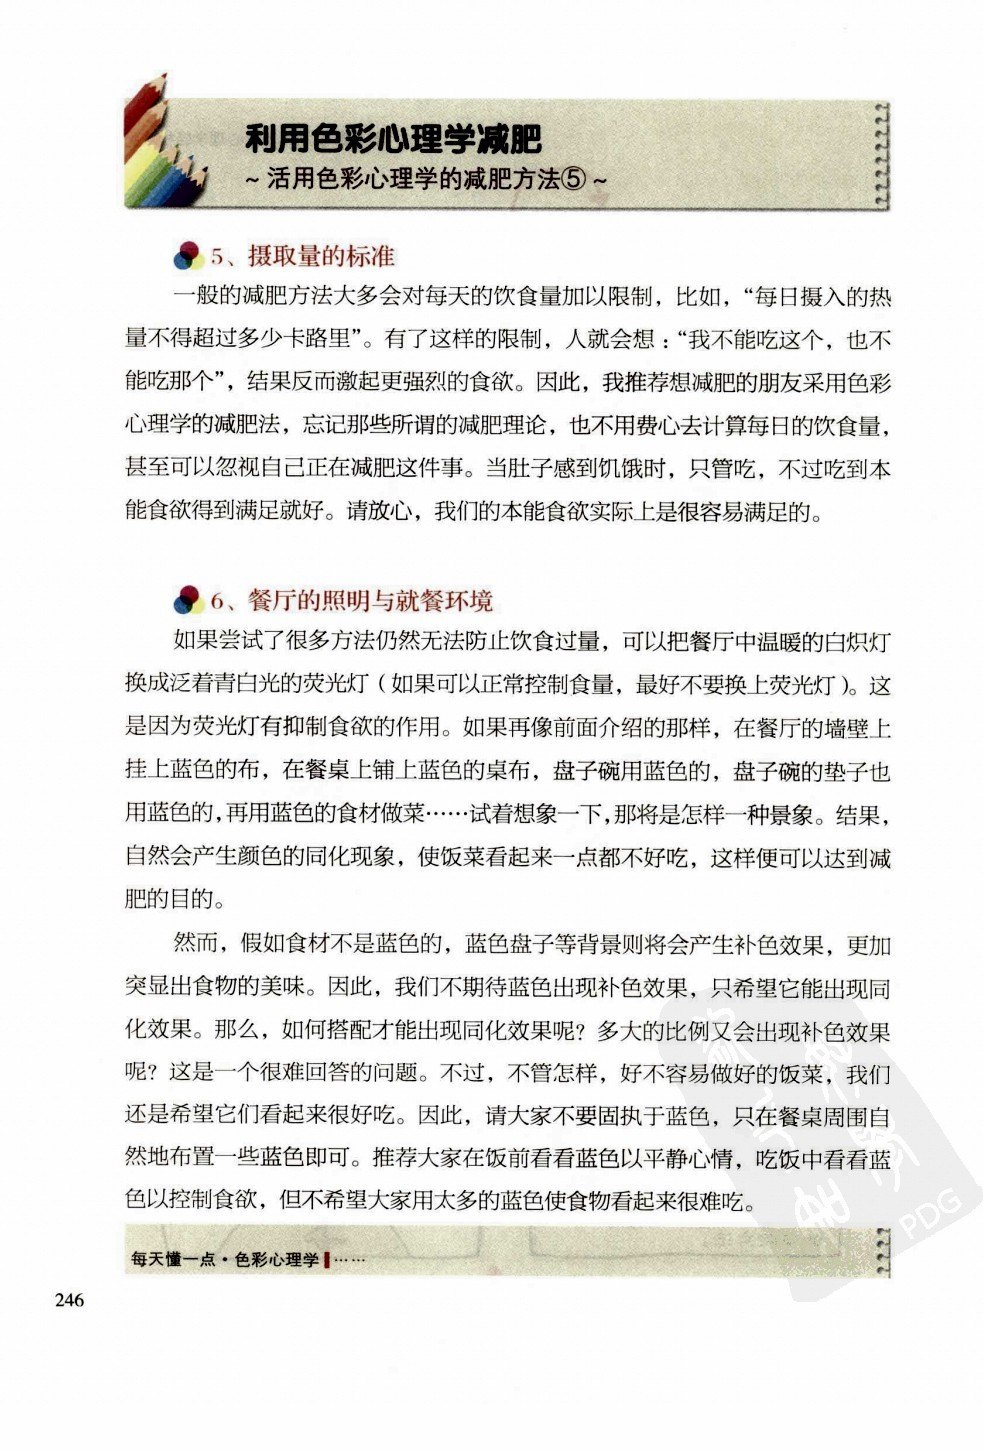 利用色彩心理学减肥
~ 活用色彩心理学的减肥方法⑤ ~
5、摄取量的标准
一般的减肥方法大多会对每天的饮食量加以限制，比如，“每日摄入的热
量不得超过多少卡路里”。有了这样的限制，人就会想：“我不能吃这个，也不
能吃那个”，结果反而激起更强烈的食欲。因此，我推荐想减肥的朋友采用色彩
心理学的减肥法，忘记那些所谓的减肥理论，也不用费心去计算每日的饮食量，
甚至可以忽视自己正在减肥这件事。当肚子感到饥饿时，只管吃，不过吃到本
能食欲得到满足就好。请放心，我们的本能食欲实际上是很容易满足的。
6、餐厅的照明与就餐环境
如果尝试了很多方法仍然无法防止饮食过量，可以把餐厅中温暖的白炽灯
换成泛着青白光的荧光灯（如果可以正常控制食量，最好不要换上荧光灯）。这
是因为荧光灯有抑制食欲的作用。如果再像前面介绍的那样，在餐厅的墙壁上
挂上蓝色的布，在餐桌上铺上蓝色的桌布，盘子碗用蓝色的，盘子碗的垫子也
用蓝色的，再用蓝色的食材做菜……试着想象一下，那将是怎样一种景象。结果，
自然会产生颜色的同化现象，使饭菜看起来一点都不好吃，这样便可以达到减
肥的目的。
然而，假如食材不是蓝色的，蓝色盘子等背景则将会产生补色效果，更加
突显出食物的美味。因此，我们不期待蓝色出现补色效果，只希望它能出现同
化效果。那么，如何搭配才能出现同化效果呢？多大的比例又会出现补色效果
呢？这是一个很难回答的问题。不过，不管怎样，好不容易做好的饭菜，我们
还是希望它们看起来很好吃。因此，请大家不要固执于蓝色，只在餐桌周围自
然地布置一些蓝色即可。推荐大家在饭前看看蓝色以平静心情，吃饭中看看蓝
色以控制食欲，但不希望大家用太多的蓝色使食物看起来很难吃。
PDG
每天懂一点·色彩心理学 ……
246